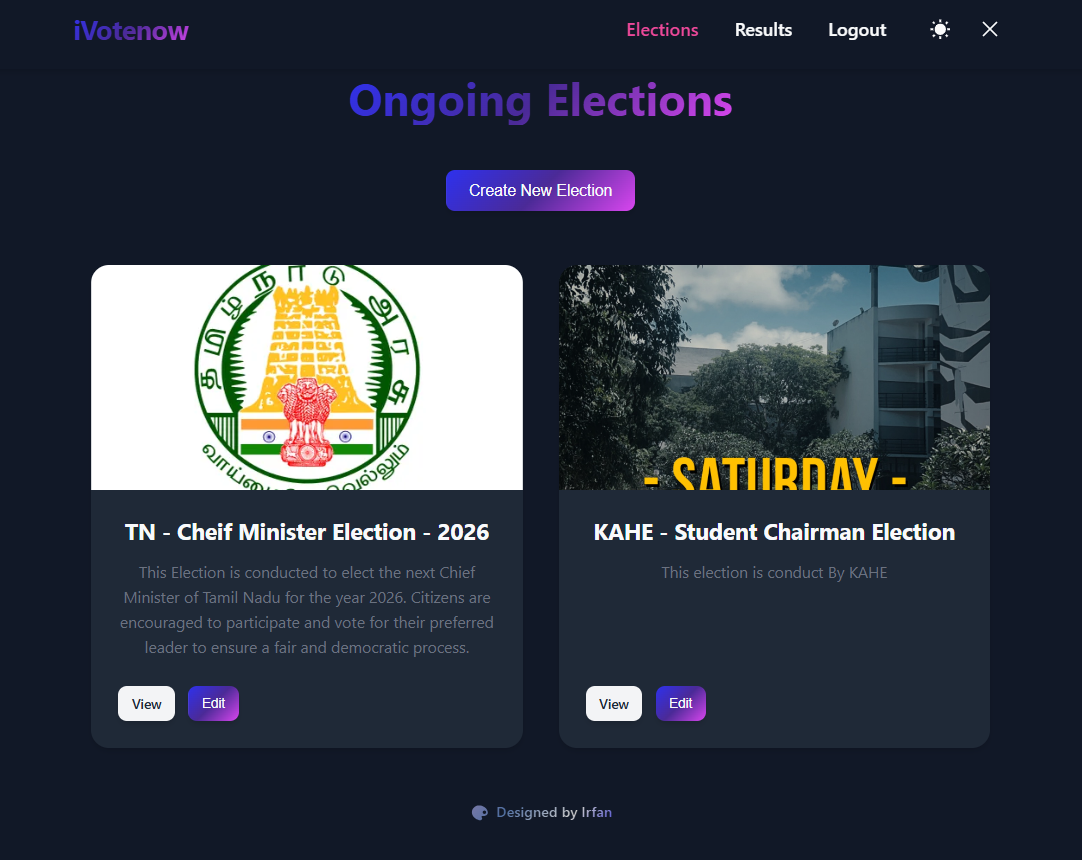 iVotenow
Elections
Results
Logout
Ongoing Elections
Create New Election
தமிழ் நாடு அரசு
வாய்மையே வெல்லும்
- SATURDAY -
TN - Cheif Minister Election - 2026
This Election is conducted to elect the next Chief
Minister of Tamil Nadu for the year 2026. Citizens are
encouraged to participate and vote for their preferred
leader to ensure a fair and democratic process.
View
Edit
KAHE - Student Chairman Election
This election is conduct By KAHE
View
Edit
Designed by Irfan